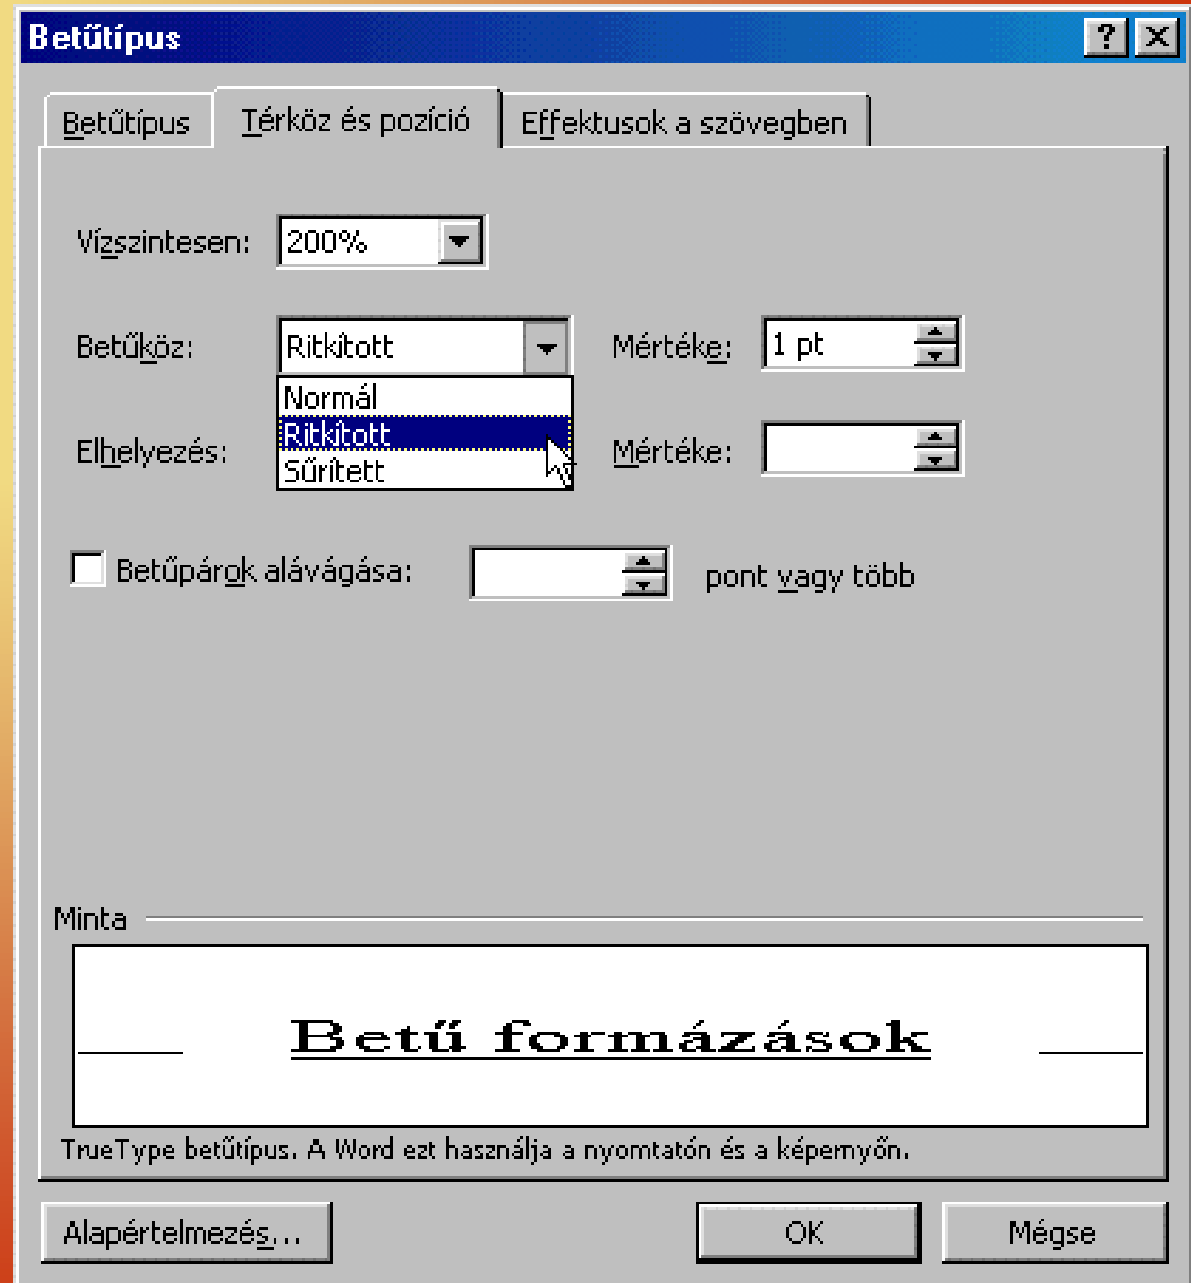 Betűtípus
Betűtípus Térköz és pozíció Effektusok a szövegben
Vízszintesen: 200%
Betűköz: Ritkított Mértéke: 1 pt
Normál
Ritkított
Elhelyezés: Mértéke:
Sűrített
Betűpárok alávágása: pont vagy több
Minta
Betű formázások
TrueType betűtípus. A Word ezt használja a nyomtatón és a képernyőn.
Alapértelmezés... OK Mégse